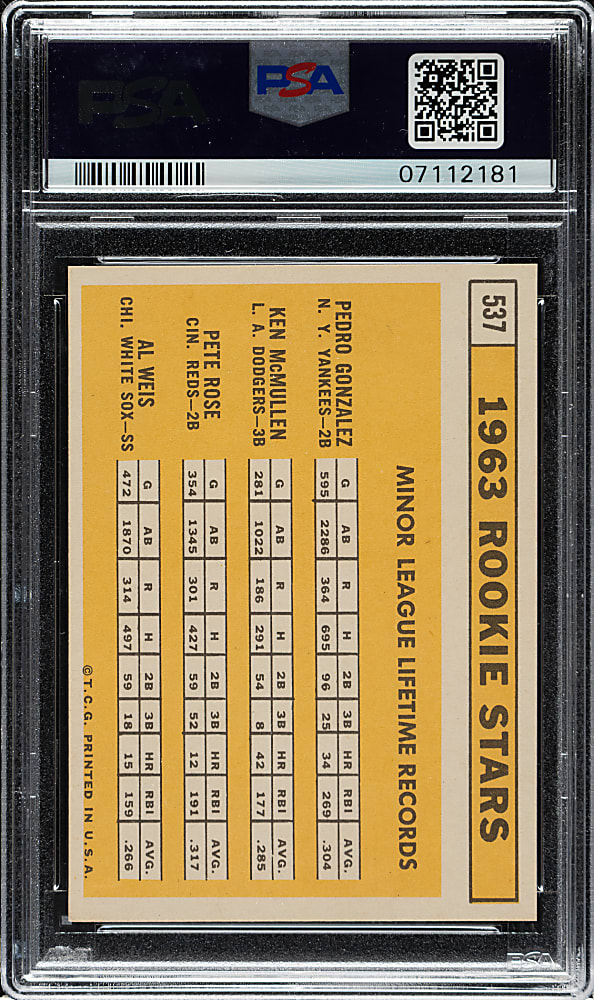 PSA
PSA
07112181
537
1963 ROOKIE STARS
MINOR LEAGUE LIFETIME RECORDS
PEDRO GONZALEZ
N. Y. YANKEES—2B
G AB R H 2B 3B HR RBI AVG.
595 2286 364 695 96 25 34 269 .304
KEN McMULLEN
L. A. DODGERS—3B
G AB R H 2B 3B HR RBI AVG.
281 1022 186 291 54 8 42 177 .285
PETE ROSE
CIN. REDS—2B
G AB R H 2B 3B HR RBI AVG.
354 1345 301 427 59 52 12 191 .317
AL WEIS
CHI. WHITE SOX—SS
G AB R H 2B 3B HR RBI AVG.
472 1870 314 497 59 18 15 159 .266
© T.C.G. PRINTED IN U.S.A.
PSA